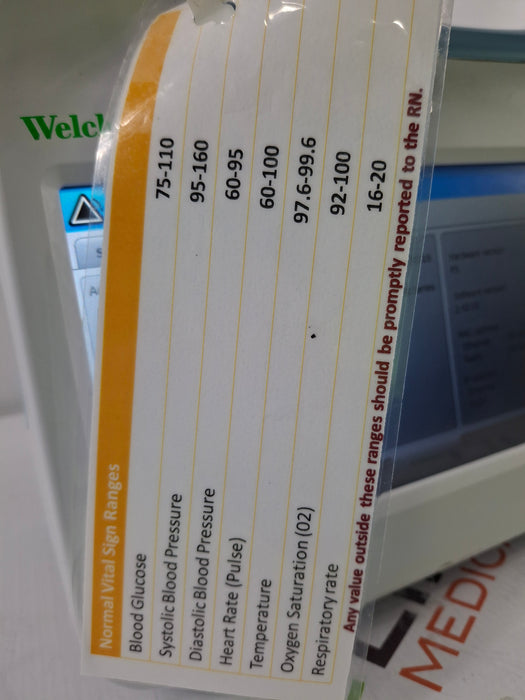 Welch
Normal Vital Sign Ranges
Blood Glucose 75-110
Systolic Blood Pressure 95-160
Diastolic Blood Pressure 60-95
Heart Rate (Pulse) 60-100
Temperature 97.6-99.6
Oxygen Saturation (02) 92-100
Respiratory rate 16-20
Any value outside these ranges should be promptly reported to the RN.